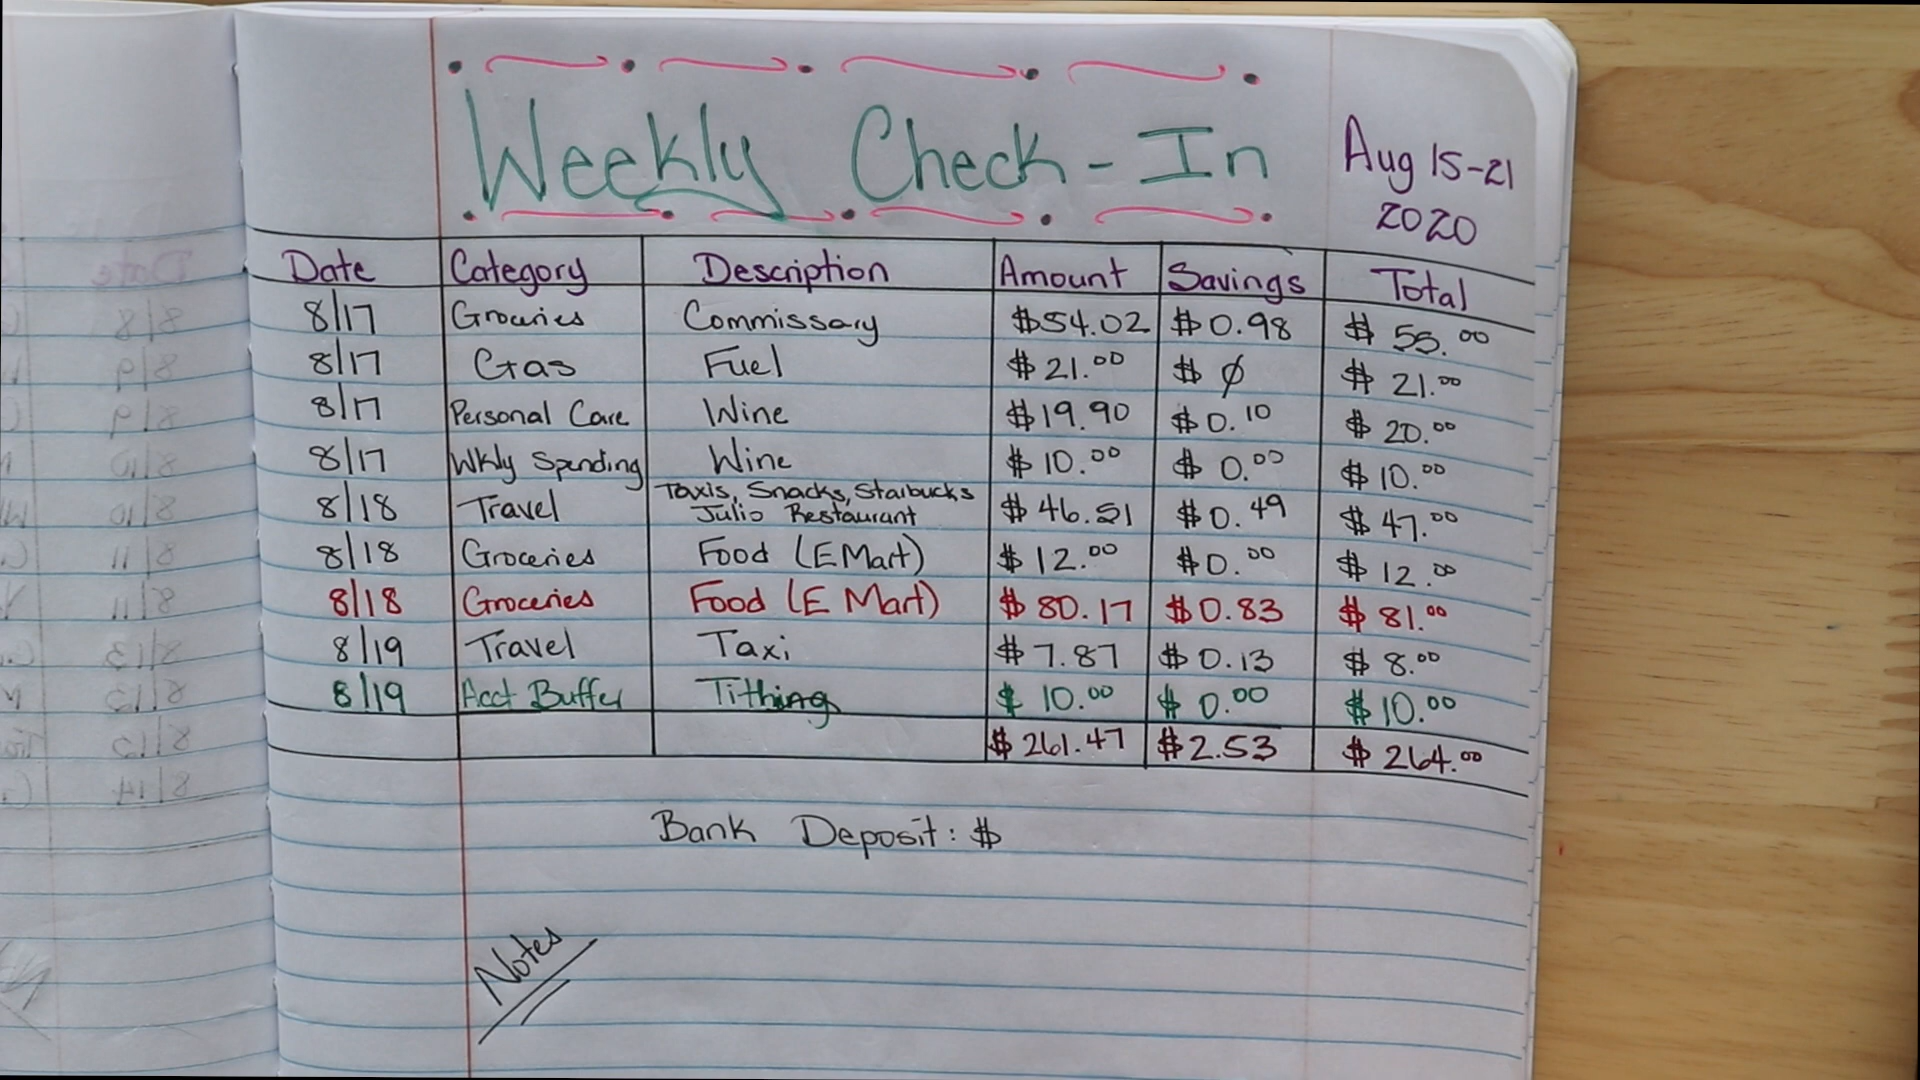 Weekly Check-In
Aug 15-21
2020
Date Category Description Amount Savings Total
8/17 Groceries Commissary $54.02 $0.98 $55.00
8/17 Gas Fuel $21.00 $Ø $21.00
8/17 Personal Care Wine $19.90 $0.10 $20.00
8/17 Wkly Spending Wine $10.00 $0.00 $10.00
8/18 Travel Taxis, Snacks, Starbucks
Julio Restaurant $46.51 $0.49 $47.00
8/18 Groceries Food (EMart) $12.00 $0.00 $12.00
8/18 Groceries Food (E Mart) $80.17 $0.83 $81.00
8/19 Travel Taxi $7.87 $0.13 $8.00
8/19 Acct Buffer Tithing $10.00 $0.00 $10.00
$261.47 $2.53 $264.00
Bank Deposit: $
Notes